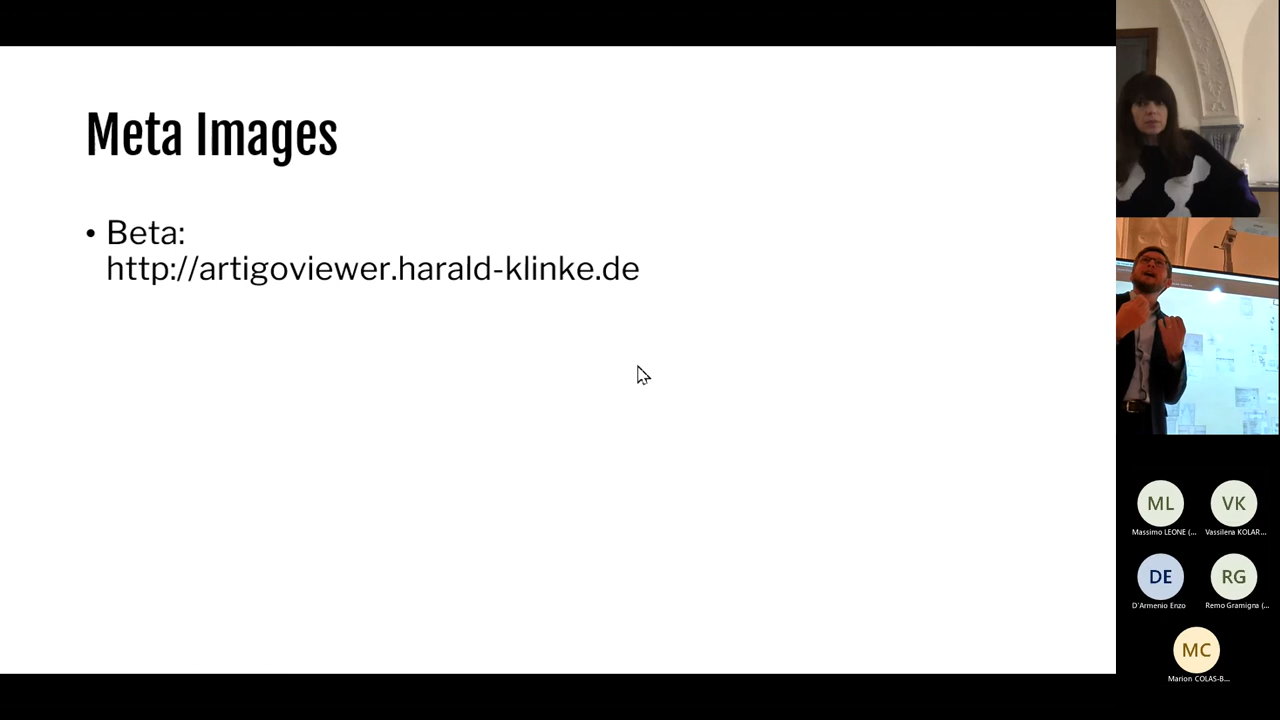 Meta Images
• Beta:
http://artigoviewer.harald-klinke.de
ML
VK
Massimo LEONE (...
Vassilena KOLAR...
DE
RG
D'Armenio Enzo
Remo Gramigna (...
MC
Marion COLAS-B...